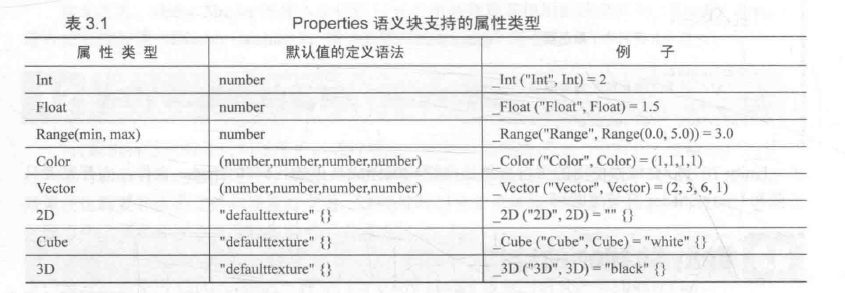 表 3.1 Properties 语义块支持的属性类型
属 性 类 型 默认值的定义语法 例 子
Int number _Int ("Int", Int) = 2
Float number _Float ("Float", Float) = 1.5
Range(min, max) number _Range("Range", Range(0.0, 5.0)) = 3.0
Color (number,number,number,number) _Color ("Color", Color) = (1,1,1,1)
Vector (number,number,number,number) _Vector ("Vector", Vector) = (2, 3, 6, 1)
2D "defaulttexture" {} _2D ("2D", 2D) = "" {}
Cube "defaulttexture" {} _Cube ("Cube", Cube) = "white" {}
3D "defaulttexture" {} _3D ("3D", 3D) = "black" {}